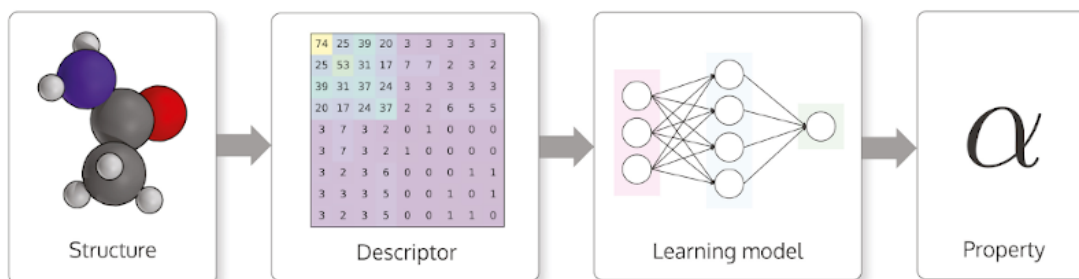 74 25 39 20 3 3 3 3 3
25 53 31 17 7 7 2 3 2
39 31 37 24 3 3 3 3 3
20 17 24 37 2 2 6 5 5
3 7 3 2 0 1 0 0 0
3 7 3 2 1 0 0 0 0
3 2 3 6 0 0 0 1 1
3 3 3 5 0 0 1 0 1
3 2 3 5 0 0 1 1 0
α
Structure
Descriptor
Learning model
Property